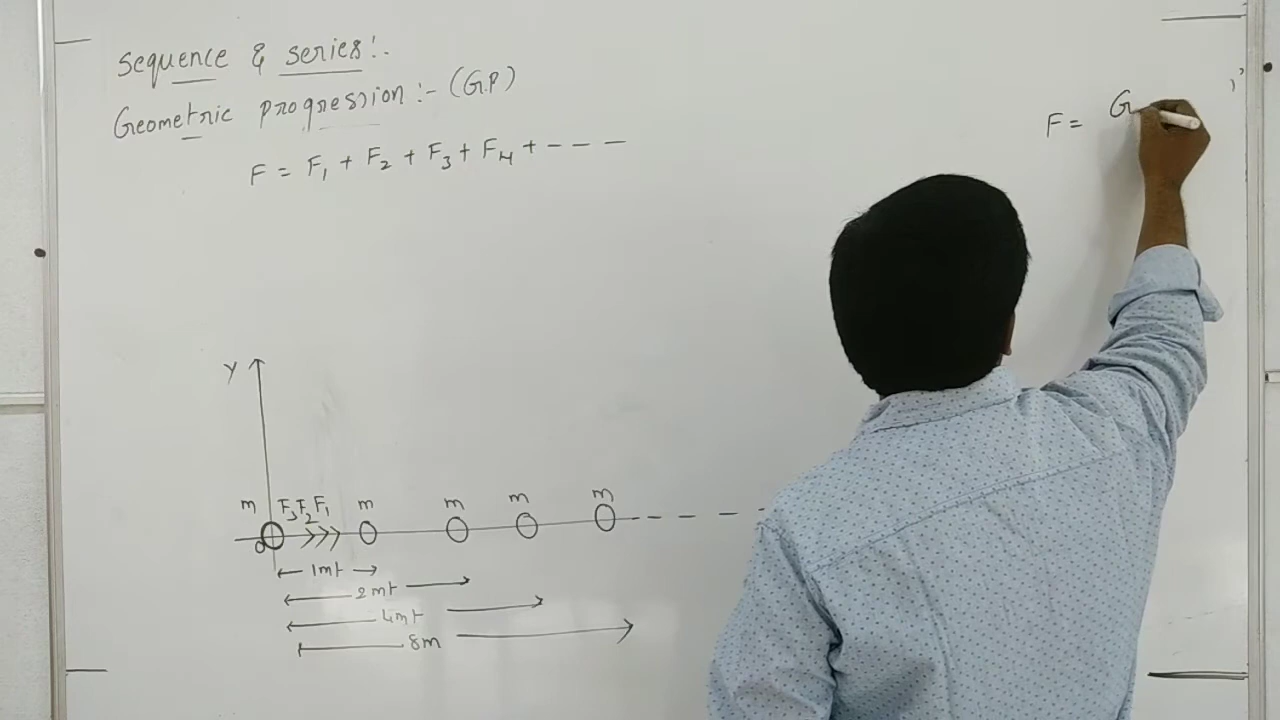 Sequence & series:-
Geometric progression :- (G.P)
F = F₁ + F₂ + F₃ + F₄ + - - -
F = G
Y
m F₃ F₂ F₁ m m m m
O
1mt
2mt
4mt
8m